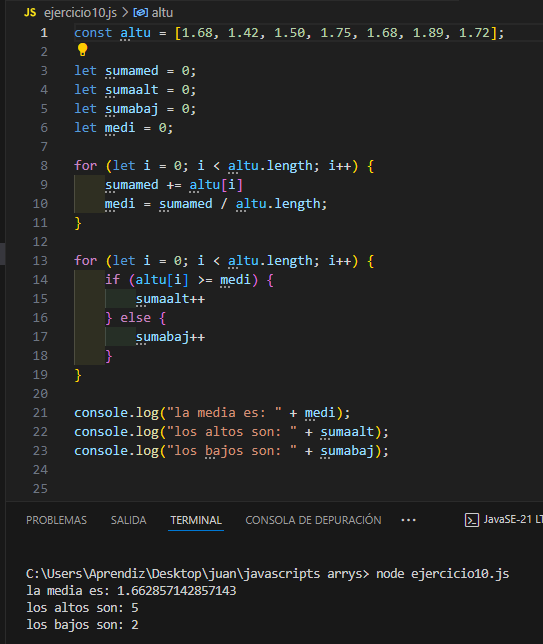 JS ejercicio10.js > altu
1 const altu = [1.68, 1.42, 1.50, 1.75, 1.68, 1.89, 1.72];
2
3 let sumamed = 0;
4 let sumaalt = 0;
5 let sumabaj = 0;
6 let medi = 0;
7
8 for (let i = 0; i < altu.length; i++) {
9 sumamed += altu[i]
10 medi = sumamed / altu.length;
11 }
12
13 for (let i = 0; i < altu.length; i++) {
14 if (altu[i] >= medi) {
15 sumaalt++
16 } else {
17 sumabaj++
18 }
19 }
20
21 console.log("la media es: " + medi);
22 console.log("los altos son: " + sumaalt);
23 console.log("los bajos son: " + sumabaj);
24
25
PROBLEMAS SALIDA TERMINAL CONSOLA DE DEPURACIÓN ··· JavaSE-21 LT
C:\Users\Aprendiz\Desktop\juan\javascripts arrys> node ejercicio10.js
la media es: 1.662857142857143
los altos son: 5
los bajos son: 2